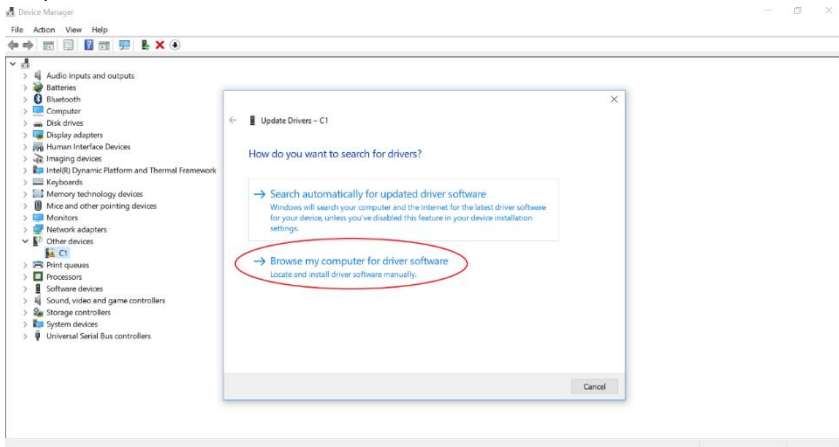 Device Manager
File Action View Help
Audio inputs and outputs
Batteries
Bluetooth
Computer
Disk drives
Display adapters
Human Interface Devices
Imaging devices
Intel(R) Dynamic Platform and Thermal Framework
Keyboards
Memory technology devices
Mice and other pointing devices
Monitors
Network adapters
Other devices
C1
Print queues
Processors
Software devices
Sound, video and game controllers
Storage controllers
System devices
Universal Serial Bus controllers
Update Drivers – C1
How do you want to search for drivers?
Search automatically for updated driver software
Windows will search your computer and the Internet for the latest driver software
for your device, unless you've disabled this feature in your device installation
settings.
Browse my computer for driver software
Locate and install driver software manually.
Cancel